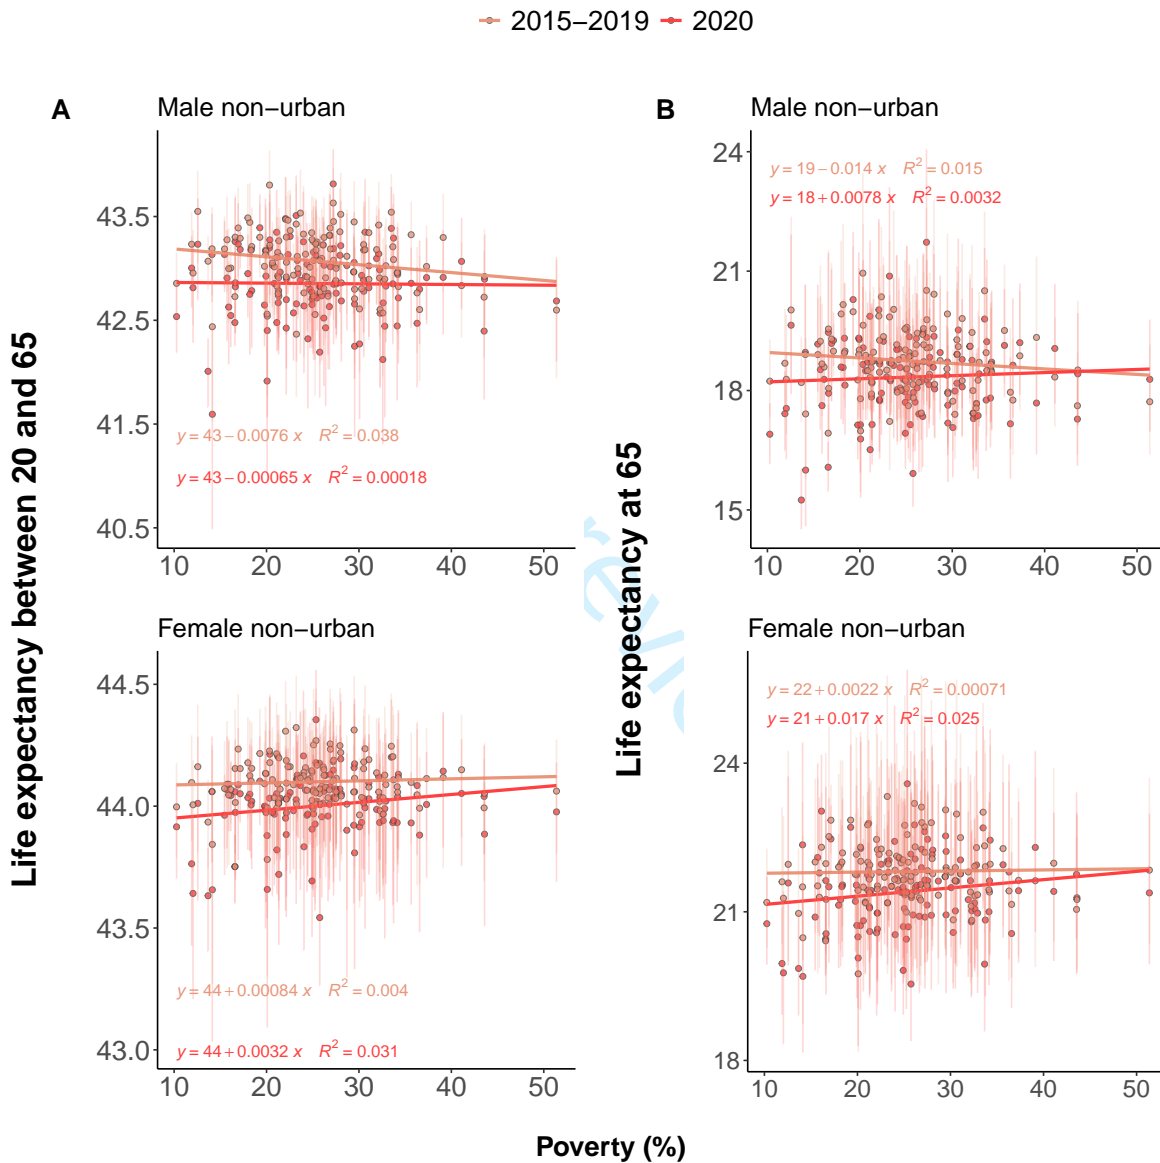 2015−2019 2020
A
Male non−urban
43.5
42.5
41.5
40.5
y = 43 − 0.0076 x R² = 0.038
y = 43 − 0.00065 x R² = 0.00018
10 20 30 40 50
B
Male non−urban
24
21
18
15
y = 19 − 0.014 x R² = 0.015
y = 18 + 0.0078 x R² = 0.0032
10 20 30 40 50
Life expectancy between 20 and 65
Life expectancy at 65
Female non−urban
44.5
44.0
43.5
43.0
y = 44 + 0.00084 x R² = 0.004
y = 44 + 0.0032 x R² = 0.031
10 20 30 40 50
Female non−urban
24
21
18
y = 22 + 0.0022 x R² = 0.00071
y = 21 + 0.017 x R² = 0.025
10 20 30 40 50
Poverty (%)